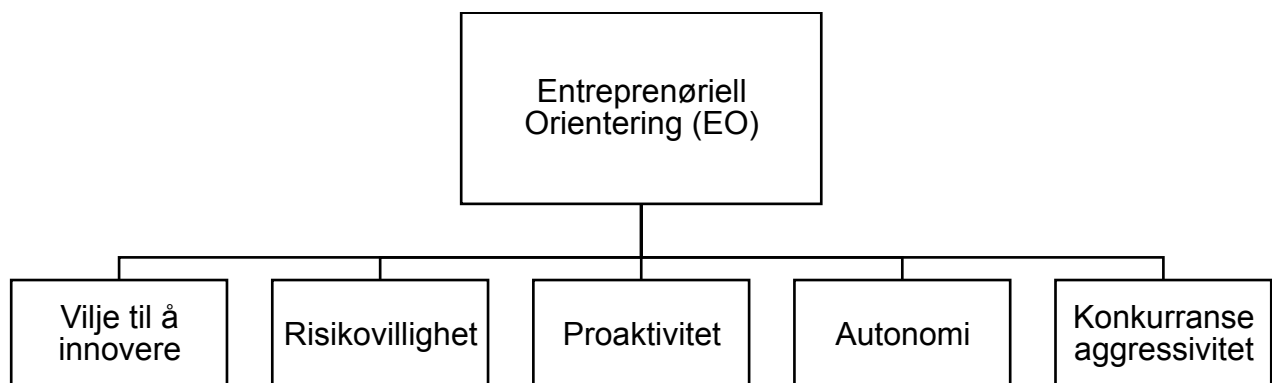 Entreprenøriell
Orientering (EO)
Vilje til å
innovere
Risikovillighet
Proaktivitet
Autonomi
Konkurranse
aggressivitet